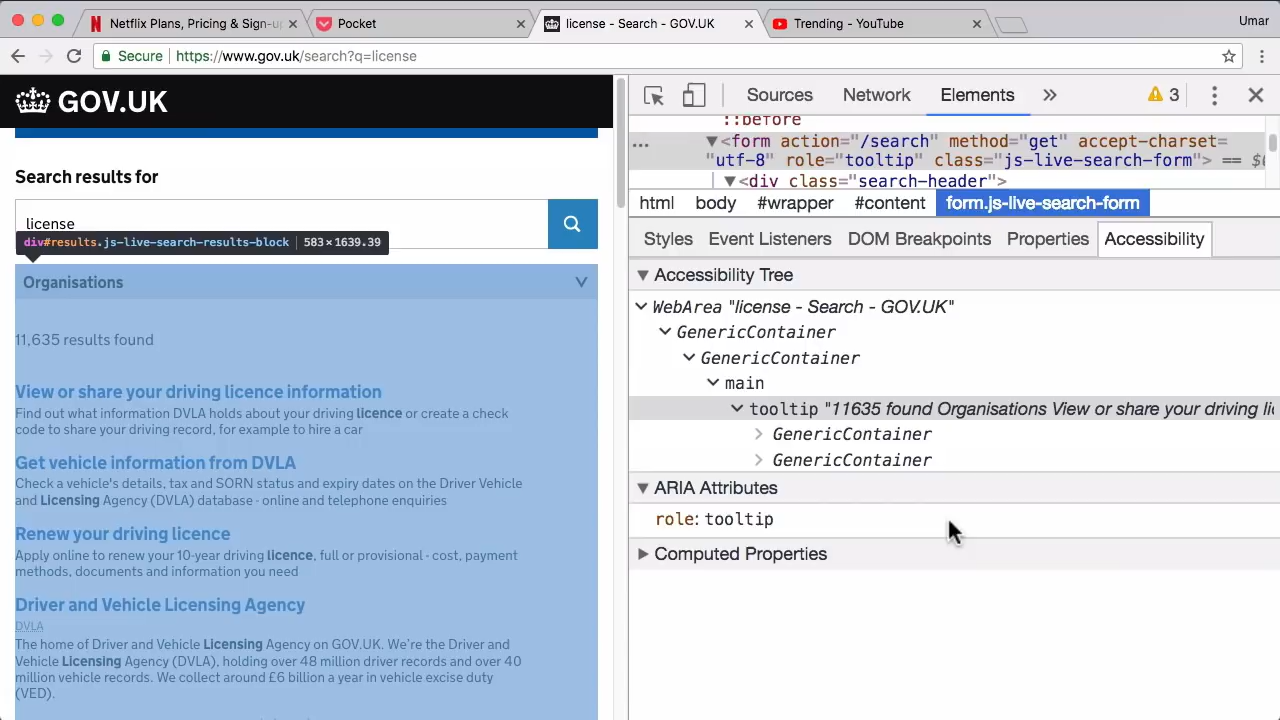 Netflix Plans, Pricing & Sign-u
Pocket
license - Search - GOV.UK
Trending - YouTube
Umar
Secure
https://www.gov.uk/search?q=license
GOV.UK
Search results for
license
div#results.js-live-search-results-block
583×1639.39
Organisations
11,635 results found
View or share your driving licence information
Find out what information DVLA holds about your driving licence or create a check
code to share your driving record, for example to hire a car
Get vehicle information from DVLA
Check a vehicle's details, tax and SORN status and expiry dates on the Driver Vehicle
and Licensing Agency (DVLA) database - online and telephone enquiries
Renew your driving licence
Apply online to renew your 10-year driving licence, full or provisional - cost, payment
methods, documents and information you need
Driver and Vehicle Licensing Agency
DVLA
The home of Driver and Vehicle Licensing Agency on GOV.UK. We're the Driver and
Vehicle Licensing Agency (DVLA), holding over 48 million driver records and over 40
million vehicle records. We collect around £6 billion a year in vehicle excise duty
(VED).
Sources
Network
Elements
»
3
::before
… ▼<form action="/search" method="get" accept-charset=
"utf-8" role="tooltip" class="js-live-search-form"> ==
▼<div class="search-header">
html
body
#wrapper
#content
form.js-live-search-form
Styles
Event Listeners
DOM Breakpoints
Properties
Accessibility
Accessibility Tree
WebArea "license - Search - GOV.UK"
GenericContainer
GenericContainer
main
tooltip "11635 found Organisations View or share your driving li
GenericContainer
GenericContainer
ARIA Attributes
role: tooltip
Computed Properties